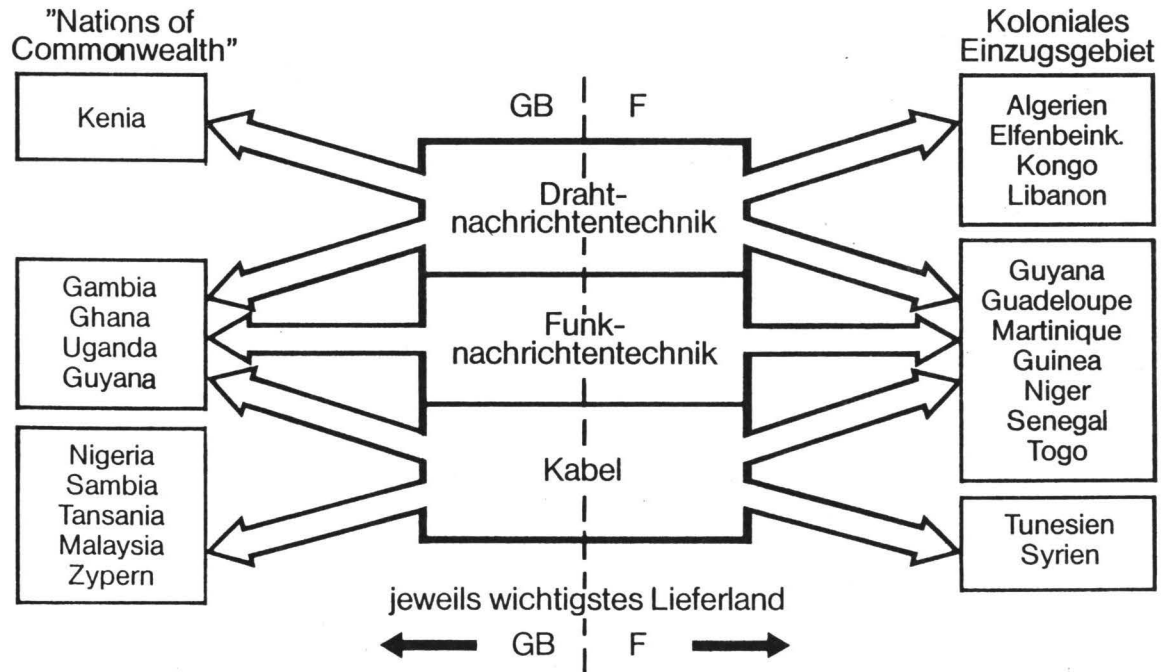 "Nations of
Commonwealth"
Kenia
Gambia
Ghana
Uganda
Guyana
Nigeria
Sambia
Tansania
Malaysia
Zypern
GB F
Draht-
nachrichtentechnik
Funk-
nachrichtentechnik
Kabel
jeweils wichtigstes Lieferland
GB F
Koloniales
Einzugsgebiet
Algerien
Elfenbeink.
Kongo
Libanon
Guyana
Guadeloupe
Martinique
Guinea
Niger
Senegal
Togo
Tunesien
Syrien